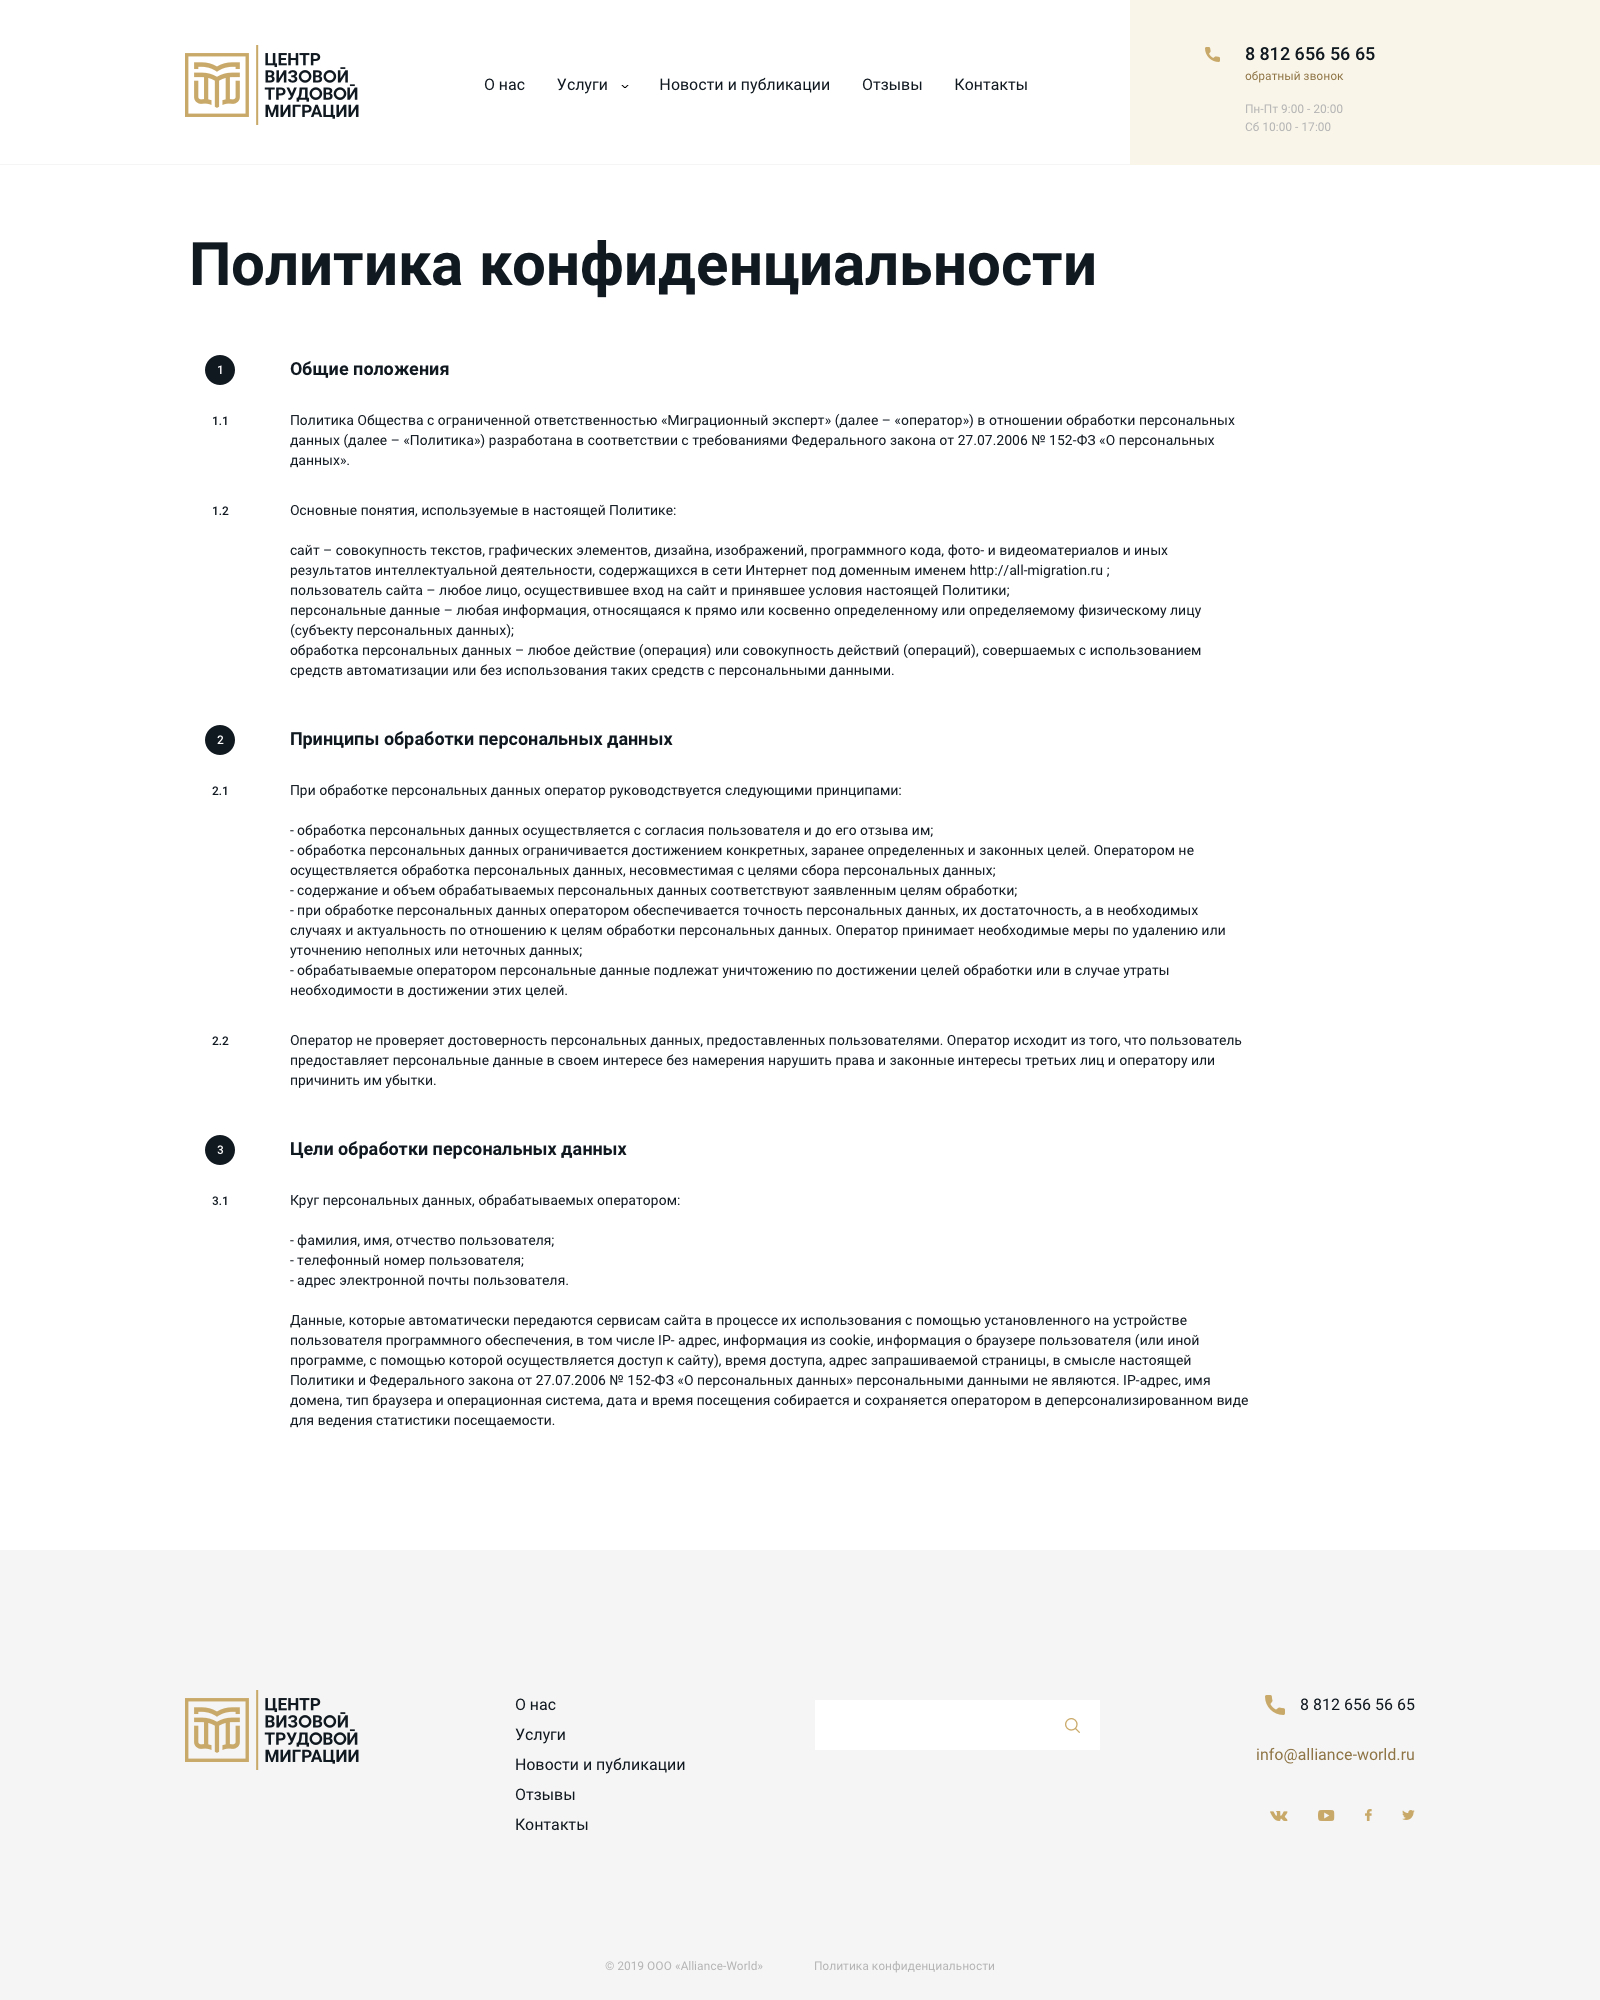 ЦЕНТР
ВИЗОВОЙ
ТРУДОВОЙ
МИГРАЦИИ
О нас
Услуги
Новости и публикации
Отзывы
Контакты
8 812 656 56 65
обратный звонок
Пн-Пт 9:00 - 20:00
Сб 10:00 - 17:00
Политика конфиденциальности
1
Общие положения
1.1
Политика Общества с ограниченной ответственностью «Миграционный эксперт» (далее – «оператор») в отношении обработки персональных
данных (далее – «Политика») разработана в соответствии с требованиями Федерального закона от 27.07.2006 № 152-ФЗ «О персональных
данных».
1.2
Основные понятия, используемые в настоящей Политике:
сайт – совокупность текстов, графических элементов, дизайна, изображений, программного кода, фото- и видеоматериалов и иных
результатов интеллектуальной деятельности, содержащихся в сети Интернет под доменным именем http://all-migration.ru ;
пользователь сайта – любое лицо, осуществившее вход на сайт и принявшее условия настоящей Политики;
персональные данные – любая информация, относящаяся к прямо или косвенно определенному или определяемому физическому лицу
(субъекту персональных данных);
обработка персональных данных – любое действие (операция) или совокупность действий (операций), совершаемых с использованием
средств автоматизации или без использования таких средств с персональными данными.
2
Принципы обработки персональных данных
2.1
При обработке персональных данных оператор руководствуется следующими принципами:
- обработка персональных данных осуществляется с согласия пользователя и до его отзыва им;
- обработка персональных данных ограничивается достижением конкретных, заранее определенных и законных целей. Оператором не
осуществляется обработка персональных данных, несовместимая с целями сбора персональных данных;
- содержание и объем обрабатываемых персональных данных соответствуют заявленным целям обработки;
- при обработке персональных данных оператором обеспечивается точность персональных данных, их достаточность, а в необходимых
случаях и актуальность по отношению к целям обработки персональных данных. Оператор принимает необходимые меры по удалению или
уточнению неполных или неточных данных;
- обрабатываемые оператором персональные данные подлежат уничтожению по достижении целей обработки или в случае утраты
необходимости в достижении этих целей.
2.2
Оператор не проверяет достоверность персональных данных, предоставленных пользователями. Оператор исходит из того, что пользователь
предоставляет персональные данные в своем интересе без намерения нарушить права и законные интересы третьих лиц и оператору или
причинить им убытки.
3
Цели обработки персональных данных
3.1
Круг персональных данных, обрабатываемых оператором:
- фамилия, имя, отчество пользователя;
- телефонный номер пользователя;
- адрес электронной почты пользователя.
Данные, которые автоматически передаются сервисам сайта в процессе их использования с помощью установленного на устройстве
пользователя программного обеспечения, в том числе IP- адрес, информация из cookie, информация о браузере пользователя (или иной
программе, с помощью которой осуществляется доступ к сайту), время доступа, адрес запрашиваемой страницы, в смысле настоящей
Политики и Федерального закона от 27.07.2006 № 152-ФЗ «О персональных данных» персональными данными не являются. IP-адрес, имя
домена, тип браузера и операционная система, дата и время посещения собирается и сохраняется оператором в деперсонализированном виде
для ведения статистики посещаемости.
ЦЕНТР
ВИЗОВОЙ
ТРУДОВОЙ
МИГРАЦИИ
О нас
Услуги
Новости и публикации
Отзывы
Контакты
8 812 656 56 65
info@alliance-world.ru
© 2019 ООО «Alliance-World»
Политика конфиденциальности